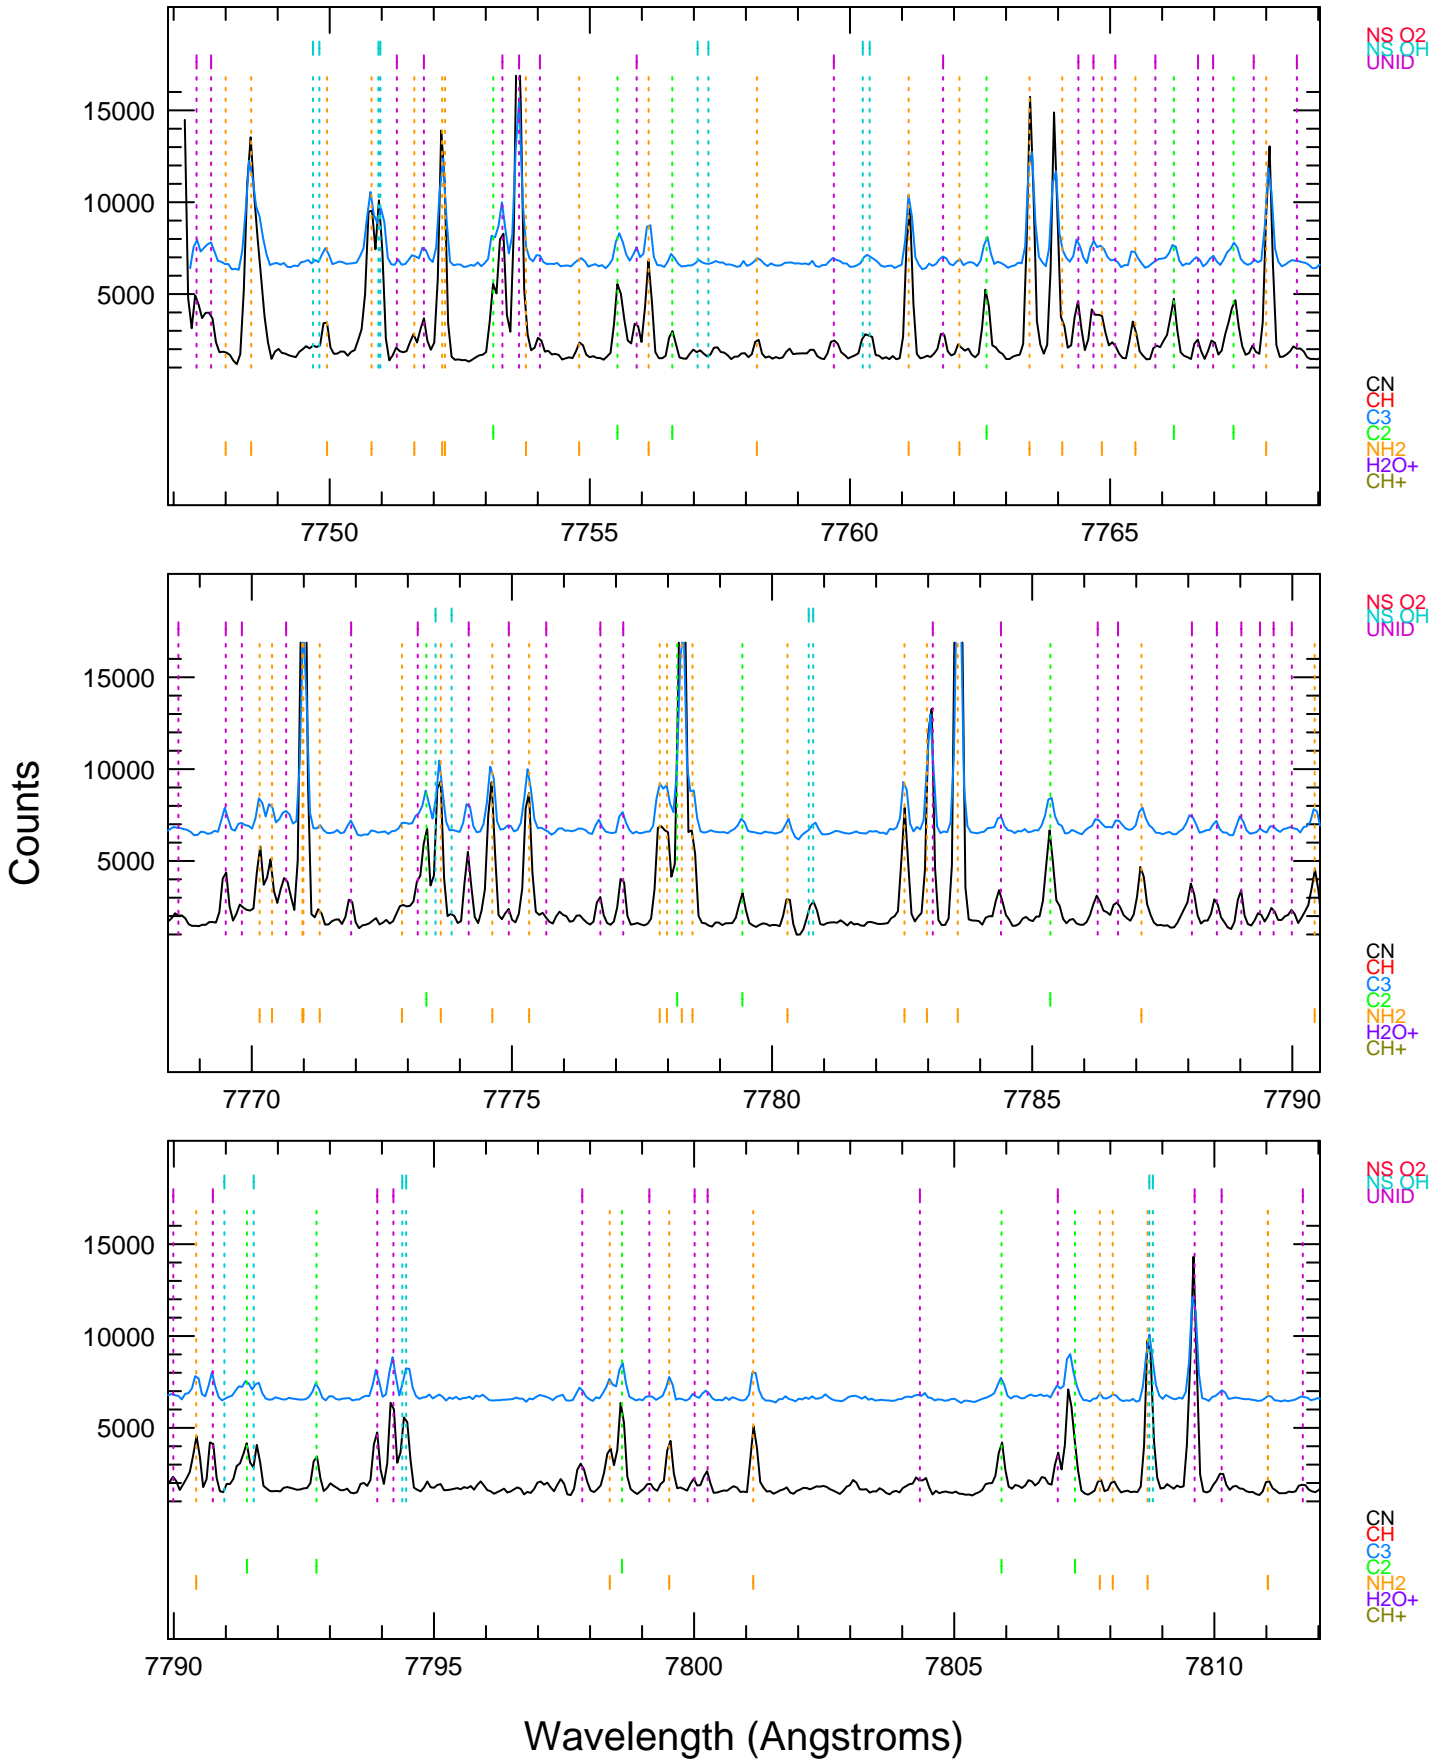 NS O2
NS OH
UNID
15000
10000
5000
CN
CH
C3
C2
NH2
H2O+
CH+
7750
7755
7760
7765
NS O2
NS OH
UNID
15000
10000
5000
Counts
CN
CH
C3
C2
NH2
H2O+
CH+
7770
7775
7780
7785
7790
NS O2
NS OH
UNID
15000
10000
5000
CN
CH
C3
C2
NH2
H2O+
CH+
7790
7795
7800
7805
7810
Wavelength (Angstroms)